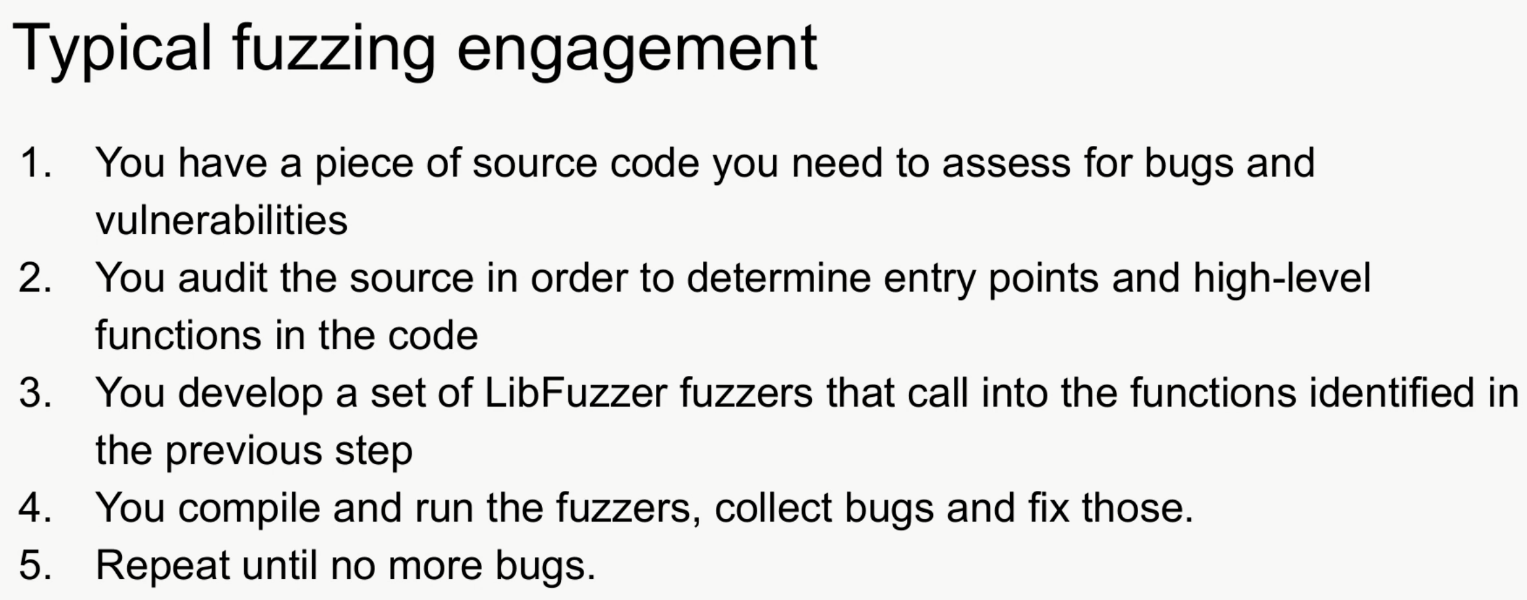 Typical fuzzing engagement
1. You have a piece of source code you need to assess for bugs and
vulnerabilities
2. You audit the source in order to determine entry points and high-level
functions in the code
3. You develop a set of LibFuzzer fuzzers that call into the functions identified in
the previous step
4. You compile and run the fuzzers, collect bugs and fix those.
5. Repeat until no more bugs.